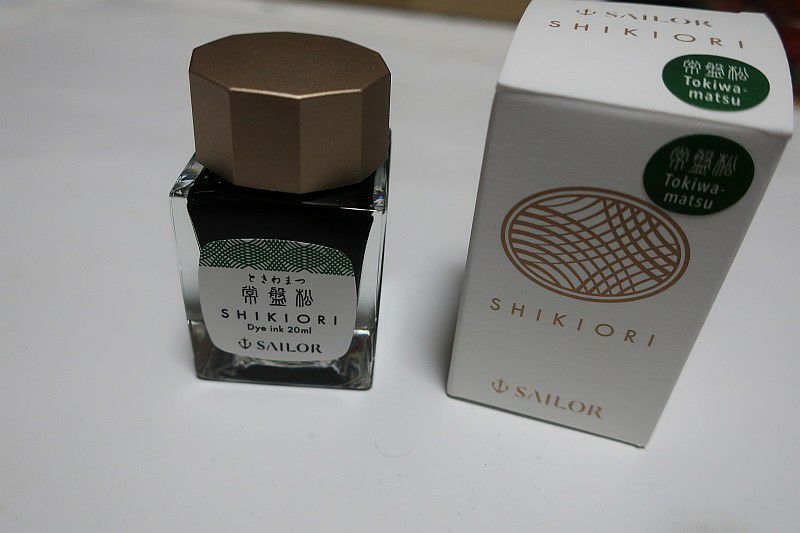 ときわまつ
常盤松
SHIKIORI
Dye ink 20ml
SAILOR
SAILOR
SHIKIORI
常盤松
Tokiwa-
matsu
常盤松
Tokiwa-
matsu
SHIKIORI
SAILOR